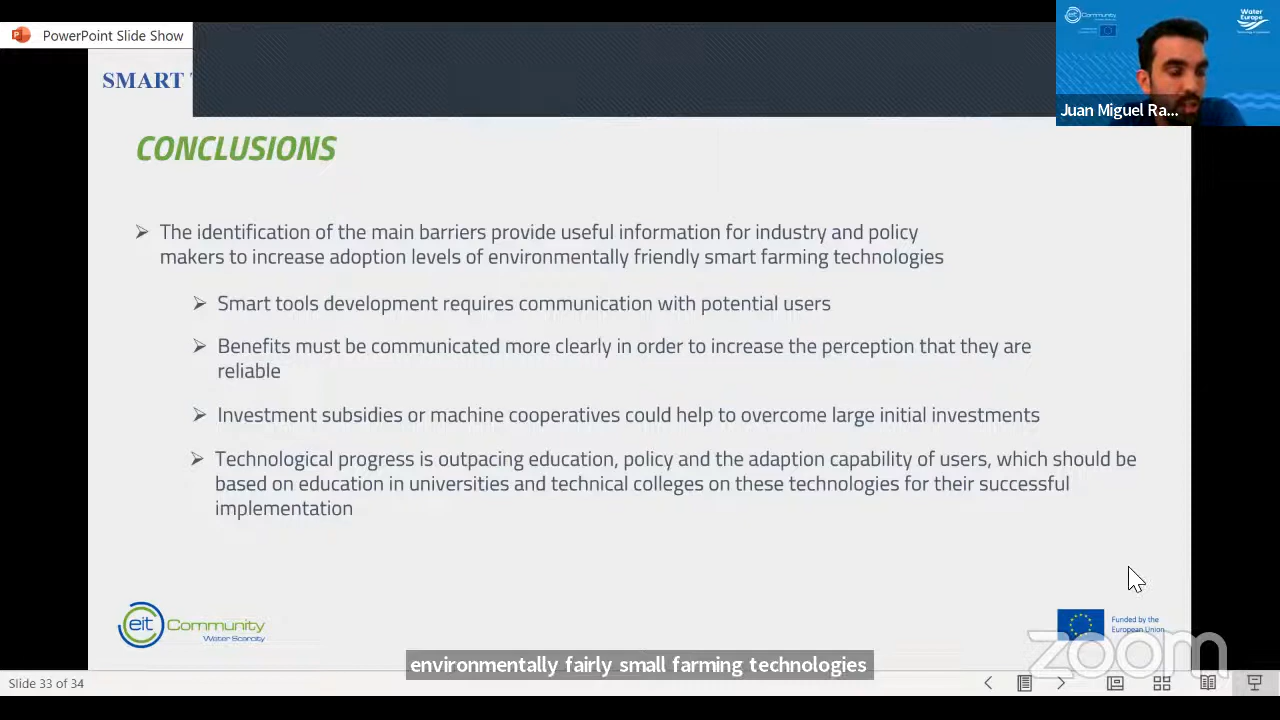 PowerPoint Slide Show
SMART
eit Community
Water Europe
Juan Miguel Ra...
CONCLUSIONS
The identification of the main barriers provide useful information for industry and policy
makers to increase adoption levels of environmentally friendly smart farming technologies
Smart tools development requires communication with potential users
Benefits must be communicated more clearly in order to increase the perception that they are
reliable
Investment subsidies or machine cooperatives could help to overcome large initial investments
Technological progress is outpacing education, policy and the adaption capability of users, which should be
based on education in universities and technical colleges on these technologies for their successful
implementation
eit Community
Water Scarcity
Funded by the
European Union
zoom
environmentally fairly small farming technologies
Slide 33 of 34